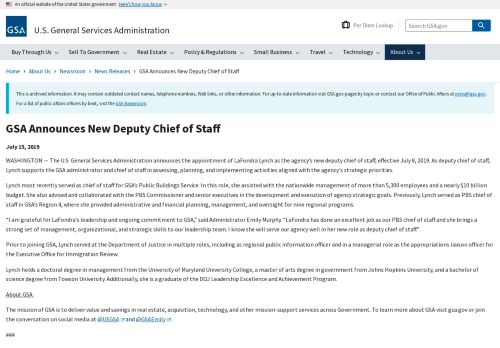 An official website of the United States government Here's how you know
GSA
U.S. General Services Administration
Per Diem Lookup
Search GSA.gov
Buy Through Us
Sell To Government
Real Estate
Policy & Regulations
Small Business
Travel
Technology
About Us
Home › About Us › Newsroom › News Releases › GSA Announces New Deputy Chief of Staff
This is archived information. It may contain outdated contact names, telephone numbers, Web links, or other information. For up-to-date information visit GSA.gov pages by topic or contact our Office of Public Affairs at press@gsa.gov.
For a list of public affairs officers by beat, visit the GSA Newsroom.
GSA Announces New Deputy Chief of Staff
July 15, 2019
WASHINGTON — The U.S. General Services Administration announces the appointment of LaFondra Lynch as the agency's new deputy chief of staff, effective July 8, 2019. As deputy chief of staff,
Lynch supports the GSA administrator and chief of staff in assessing, planning, and implementing activities aligned with the agency's strategic priorities.
Lynch most recently served as chief of staff for GSA's Public Buildings Service. In this role, she assisted with the nationwide management of more than 5,300 employees and a nearly $10 billion
budget. She also advised and collaborated with the PBS Commissioner and senior executives in the development and execution of agency strategic goals. Previously, Lynch served as PBS chief
of staff in GSA's Region 4, where she provided administrative and financial planning, management, and oversight for nine regional programs.
"I am grateful for LaFondra's leadership and ongoing commitment to GSA," said Administrator Emily Murphy. "LaFondra has done an excellent job as our PBS chief of staff and she brings a
strong set of management, organizational, and strategic skills to our leadership team. I know she will serve our agency well in her new role as deputy chief of staff"
Prior to joining GSA, Lynch served at the Department of Justice in multiple roles, including as regional public information officer and in a managerial role as the appropriations liaison officer for
the Executive Office for Immigration Review.
Lynch holds a doctoral degree in management from the University of Maryland University College, a master of arts degree in government from Johns Hopkins University, and a bachelor of
science degree from Towson University. Additionally, she is a graduate of the DOJ Leadership Excellence and Achievement Program.
About GSA:
The mission of GSA is to deliver value and savings in real estate, acquisition, technology, and other mission-support services across Government. To learn more about GSA visit gsa.gov or join
the conversation on social media at @USGSA and @GSAEmily .
###